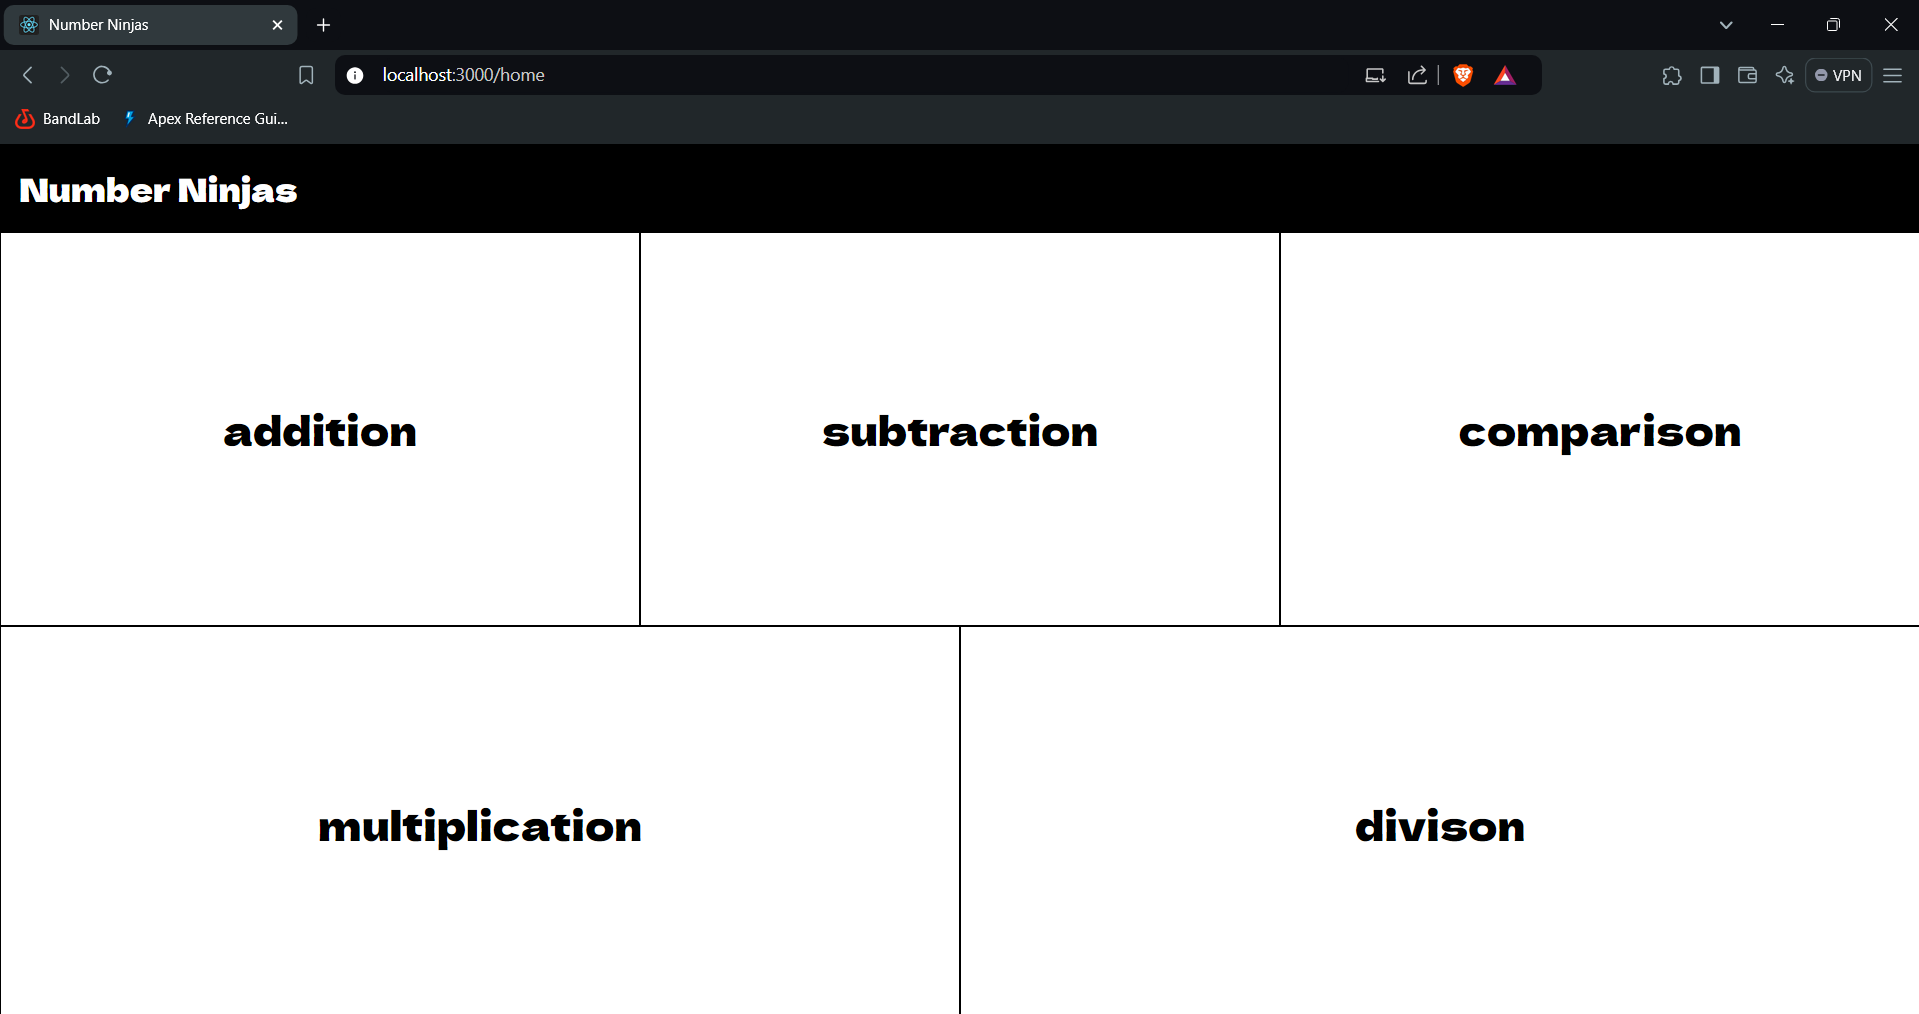 Number Ninjas
localhost:3000/home
VPN
BandLab
Apex Reference Gui...
Number Ninjas
addition
subtraction
comparison
multiplication
divison